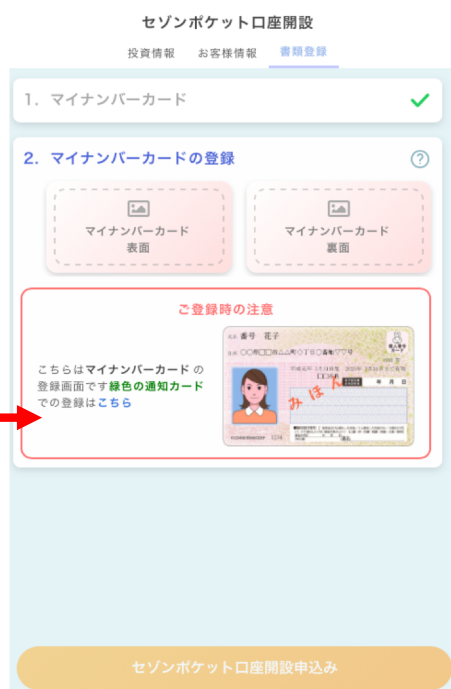 セゾンポケット口座開設
投資情報 お客様情報 書類登録
1. マイナンバーカード
2. マイナンバーカードの登録
?
マイナンバーカード
表面
マイナンバーカード
裏面
ご登録時の注意
こちらはマイナンバーカード の
登録画面です緑色の通知カード
での登録はこちら
番号 花子
みほん
年 月 日
1234
セゾンポケット口座開設申込み